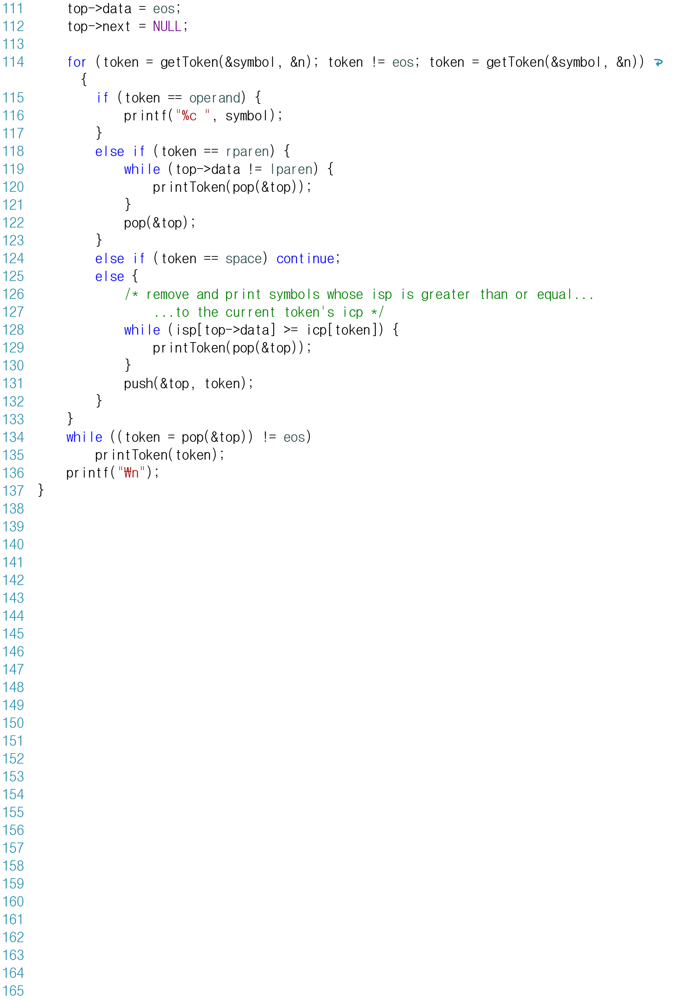 111      top->data = eos;
112      top->next = NULL;
113
114      for (token = getToken(&symbol, &n); token != eos; token = getToken(&symbol, &n))
           {
115          if (token == operand) {
116              printf("%c ", symbol);
117          }
118          else if (token == rparen) {
119              while (top->data != lparen) {
120                  printToken(pop(&top));
121              }
122              pop(&top);
123          }
124          else if (token == space) continue;
125          else {
126              /* remove and print symbols whose isp is greater than or equal...
127                  ...to the current token's icp */
128              while (isp[top->data] >= icp[token]) {
129                  printToken(pop(&top));
130              }
131              push(&top, token);
132          }
133      }
134      while ((token = pop(&top)) != eos)
135          printToken(token);
136      printf("₩n");
137  }
138
139
140
141
142
143
144
145
146
147
148
149
150
151
152
153
154
155
156
157
158
159
160
161
162
163
164
165